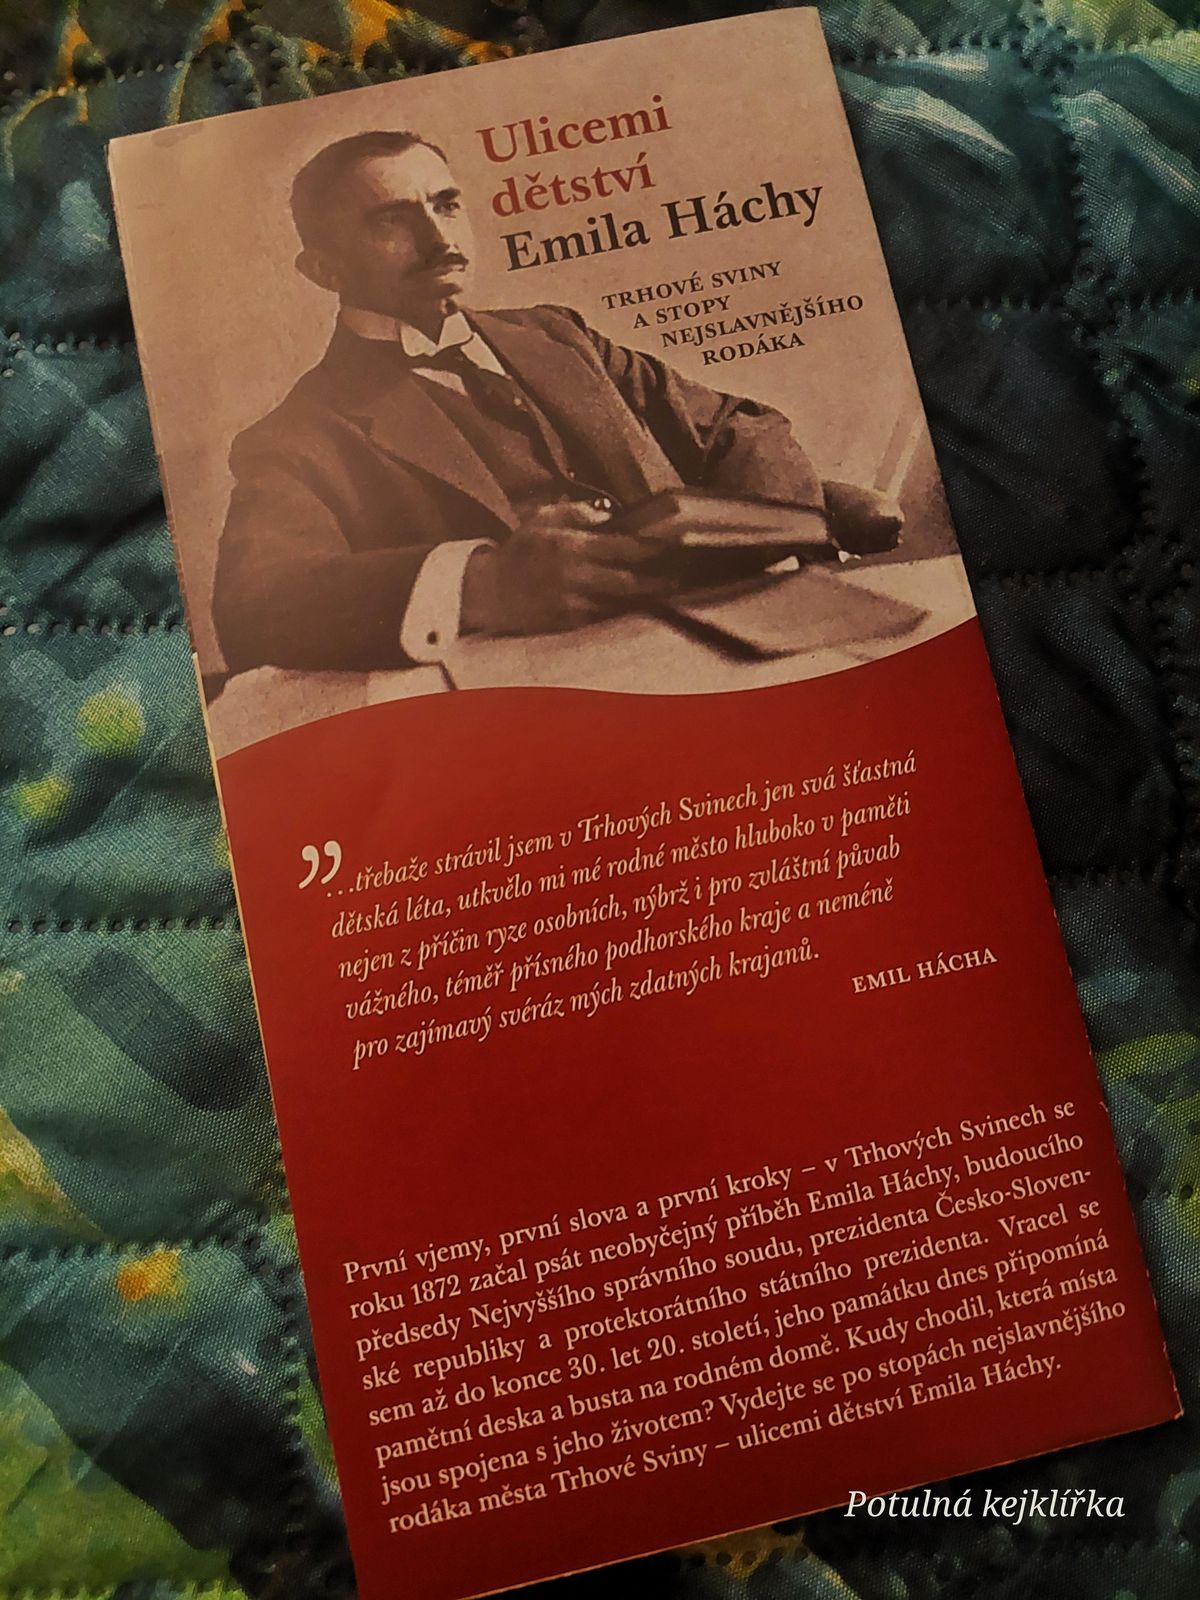 Ulicemi
dětství
Emila Háchy
TRHOVÉ SVINY
A STOPY
NEJSLAVNĚJŠÍHO
RODÁKA
„…třebaže strávil jsem v Trhových Svinech jen svá šťastná
dětská léta, utkvělo mi mé rodné město hluboko v paměti
nejen z příčin ryze osobních, nýbrž i pro zvláštní půvab
vážného, téměř přísného podhorského kraje a neméně
pro zajímavý svéráz mých zdatných krajanů.
EMIL HÁCHA
První vjemy, první slova a první kroky – v Trhových Svinech se
roku 1872 začal psát neobyčejný příběh Emila Háchy, budoucího
předsedy Nejvyššího správního soudu, prezidenta Česko-Sloven-
ské republiky a protektorátního státního prezidenta. Vracel se
sem až do konce 30. let 20. století, jeho památku dnes připomíná
pamětní deska a busta na rodném domě. Kudy chodil, která místa
jsou spojena s jeho životem? Vydejte se po stopách nejslavnějšího
rodáka města Trhové Sviny – ulicemi dětství Emila Háchy.
Potulná kejklířka